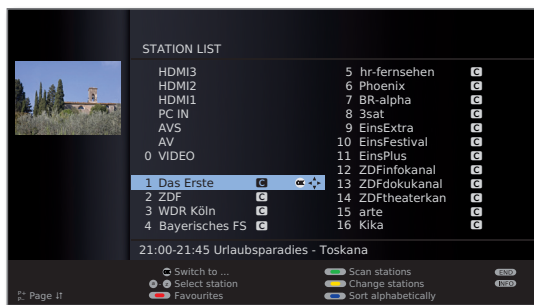 STATION LIST
HDMI3
HDMI2
HDMI1
PC IN
AVS
AV
0 VIDEO
1 Das Erste C OK
2 ZDF C
3 WDR Köln C
4 Bayerisches FS C
5 hr-fernsehen C
6 Phoenix C
7 BR-alpha C
8 3sat C
9 EinsExtra C
10 EinsFestival C
11 EinsPlus C
12 ZDFinfokanal C
13 ZDFdokukanal C
14 ZDFtheaterkan C
15 arte C
16 Kika C
21:00-21:45 Urlaubsparadies - Toskana
P+ P- Page
OK Switch to ...
Select station
Favourites
Scan stations
Change stations
Sort alphabetically
END
INFO